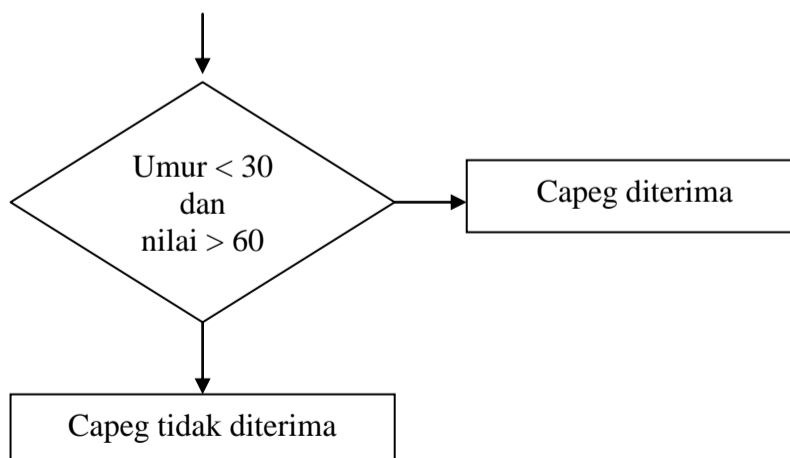 Umur < 30
dan
nilai > 60
Capeg diterima
Capeg tidak diterima